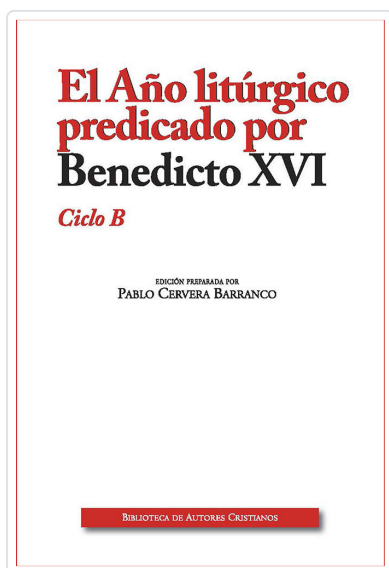 El Año litúrgico
predicado por
Benedicto XVI
Ciclo B
EDICIÓN PREPARADA POR
PABLO CERVERA BARRANCO
BIBLIOTECA DE AUTORES CRISTIANOS